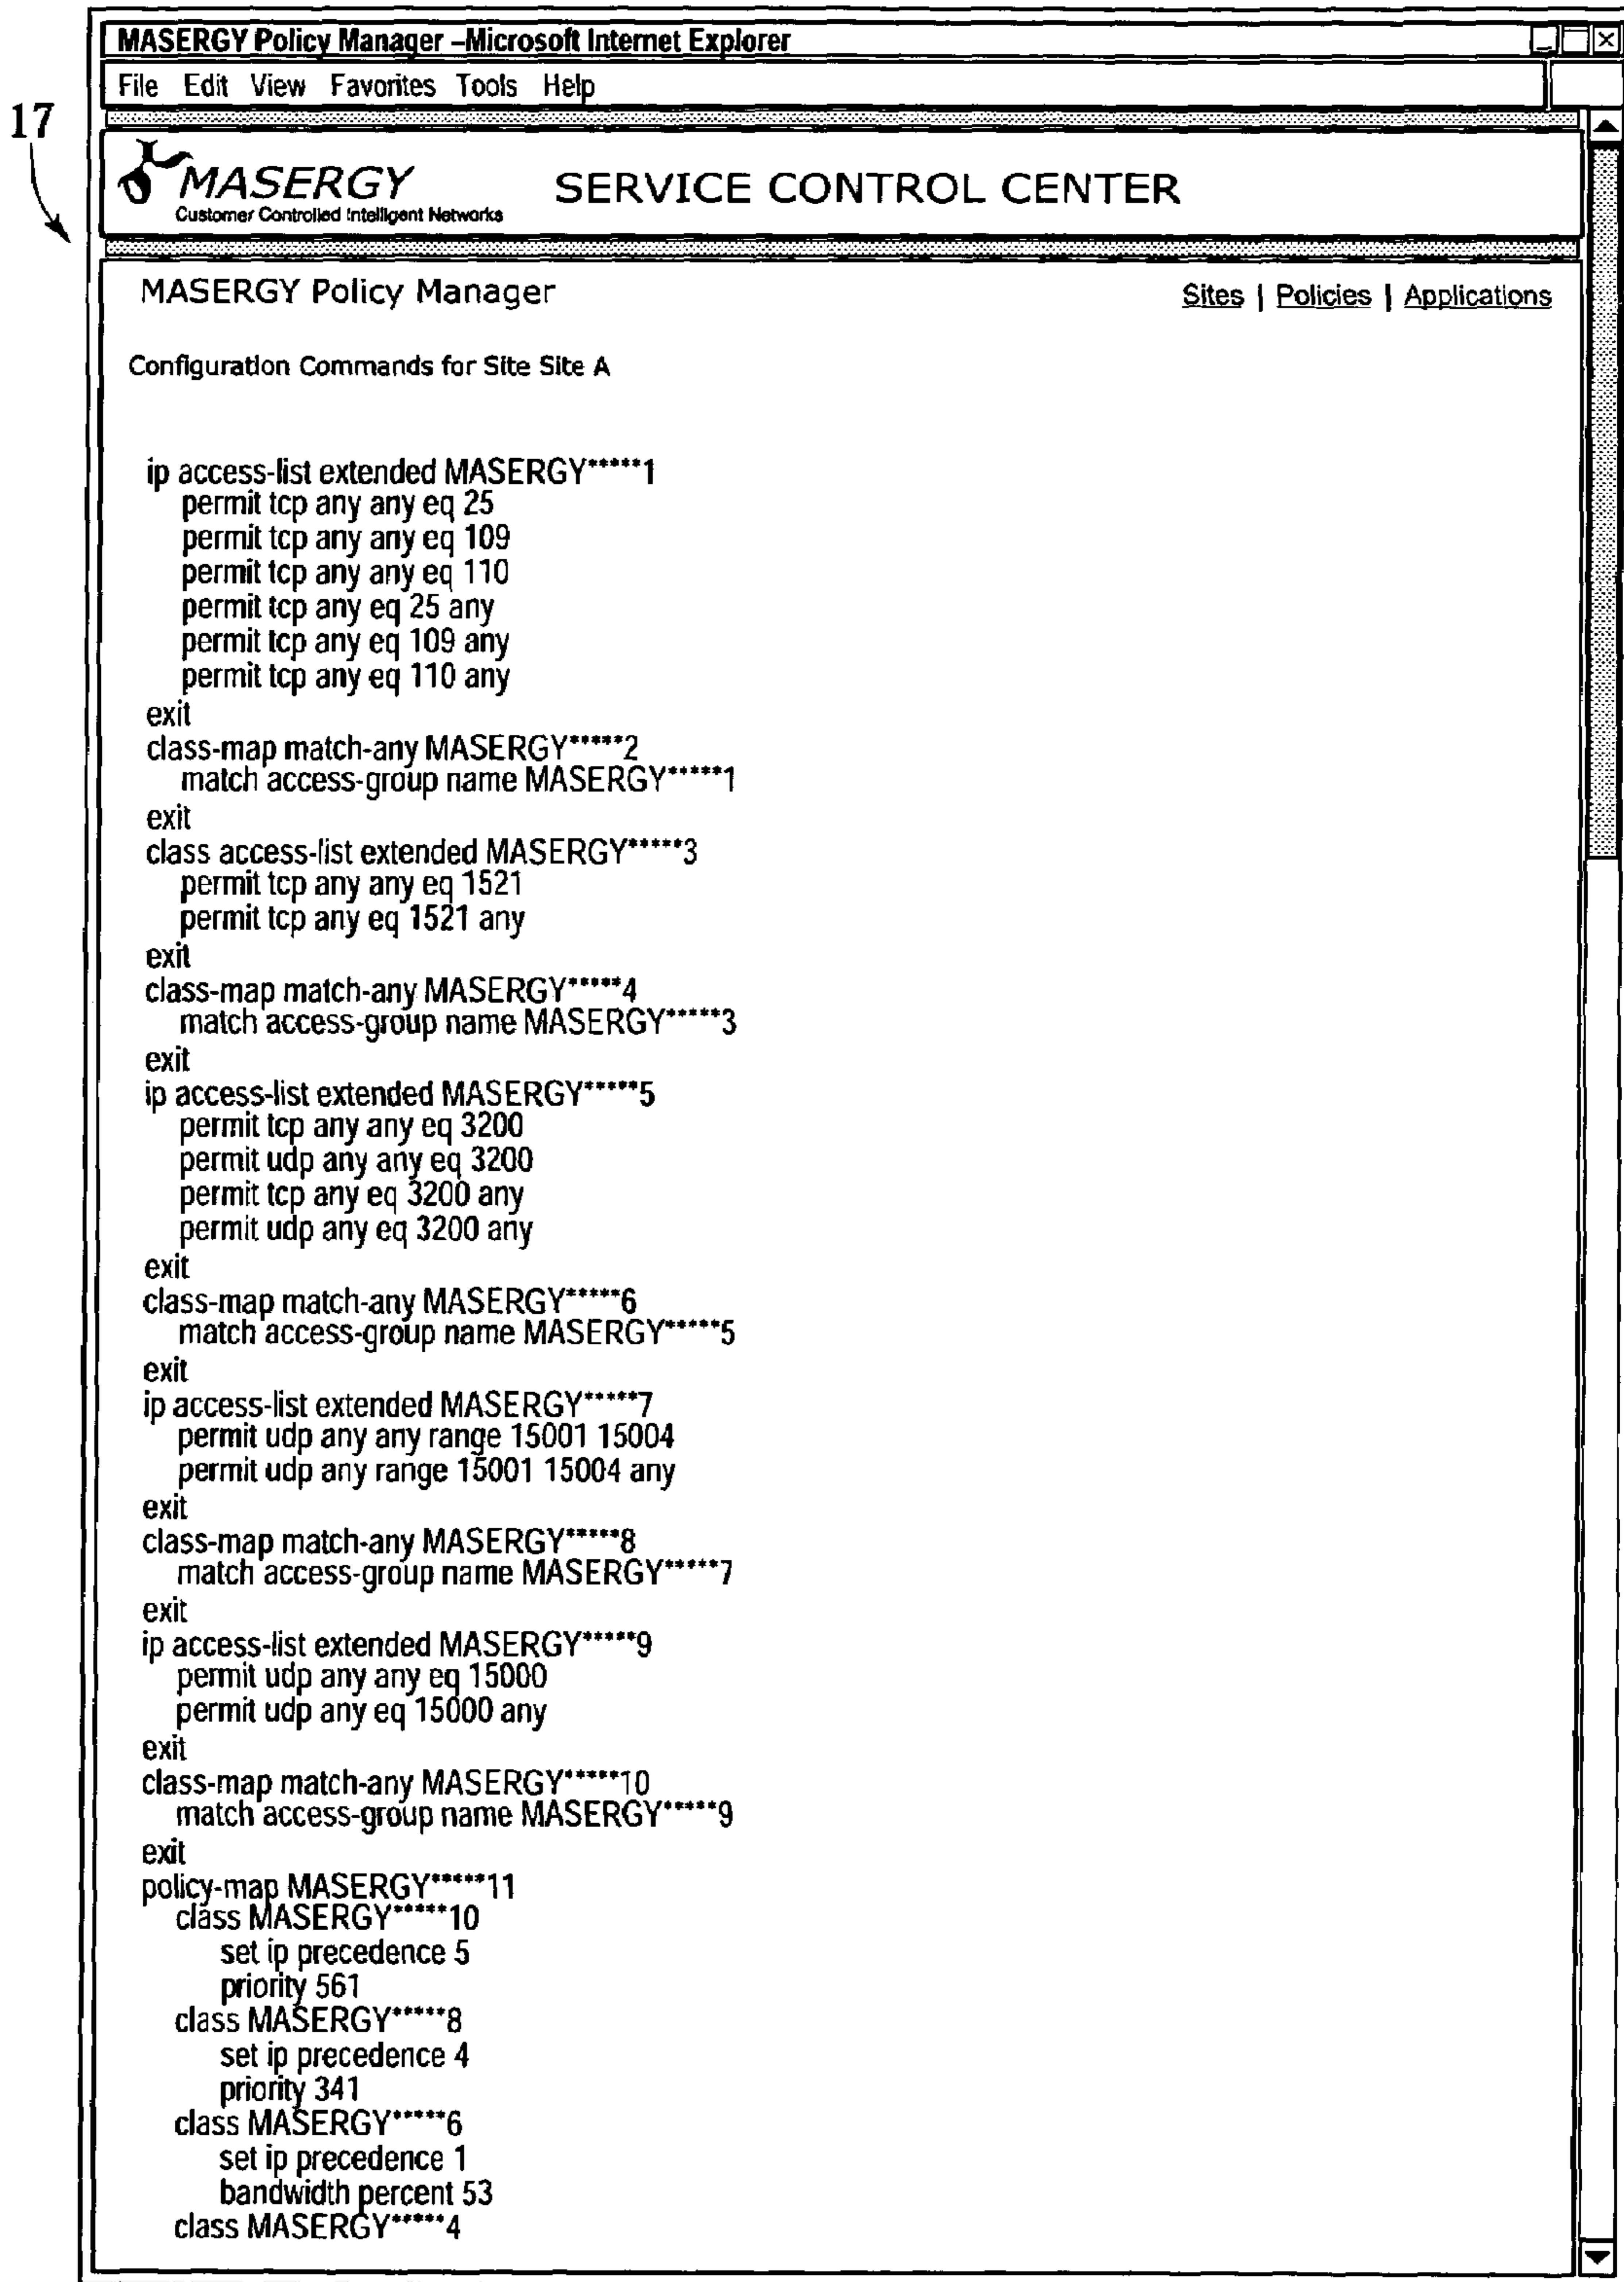 MASERGY Policy Manager –Microsoft Internet Explorer
File Edit View Favorites Tools Help
17
MASERGY
Customer Controlled Intelligent Networks
SERVICE CONTROL CENTER
MASERGY Policy Manager
Sites | Policies | Applications
Configuration Commands for Site Site A
ip access-list extended MASERGY*****1
permit tcp any any eq 25
permit tcp any any eq 109
permit tcp any any eq 110
permit tcp any eq 25 any
permit tcp any eq 109 any
permit tcp any eq 110 any
exit
class-map match-any MASERGY*****2
match access-group name MASERGY*****1
exit
class access-list extended MASERGY*****3
permit tcp any any eq 1521
permit tcp any eq 1521 any
exit
class-map match-any MASERGY*****4
match access-group name MASERGY*****3
exit
ip access-list extended MASERGY*****5
permit tcp any any eq 3200
permit udp any any eq 3200
permit tcp any eq 3200 any
permit udp any eq 3200 any
exit
class-map match-any MASERGY*****6
match access-group name MASERGY*****5
exit
ip access-list extended MASERGY*****7
permit udp any any range 15001 15004
permit udp any range 15001 15004 any
exit
class-map match-any MASERGY*****8
match access-group name MASERGY*****7
exit
ip access-list extended MASERGY*****9
permit udp any any eq 15000
permit udp any eq 15000 any
exit
class-map match-any MASERGY*****10
match access-group name MASERGY*****9
exit
policy-map MASERGY*****11
class MASERGY*****10
set ip precedence 5
priority 561
class MASERGY*****8
set ip precedence 4
priority 341
class MASERGY*****6
set ip precedence 1
bandwidth percent 53
class MASERGY*****4